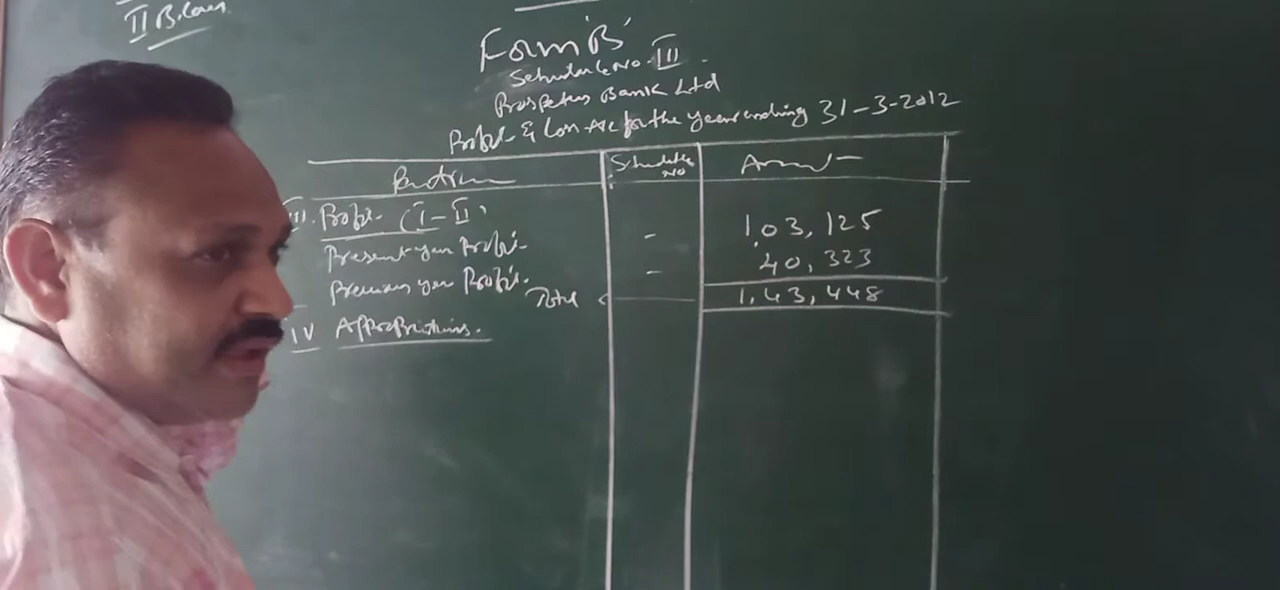 II B.Com
Form 'B'
Schedule No. III
Prosperus Bank Ltd
Profit & Loss A/c for the year ending 31-3-2012
Particulars Schedule No Amount
III. Profit (I-II)
Present year Profit - 1,03,125
Previous year Profit. - 40,323
Total 1,43,448
IV Appropriations.